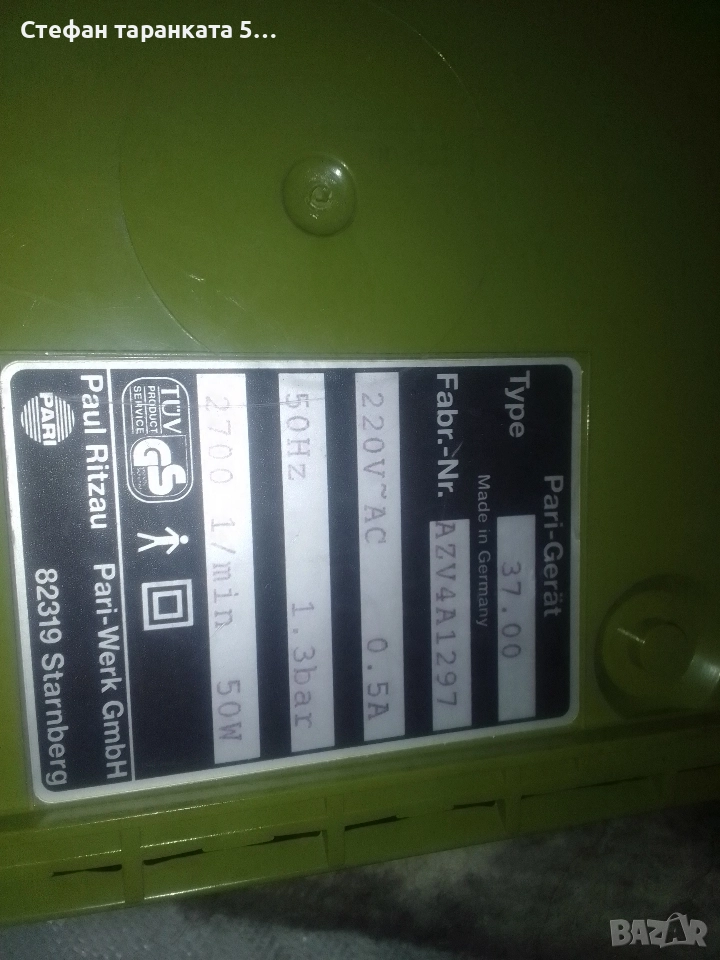 Стефан таранката 5...
Pari-Gerät
Type 37.00
Made in Germany
Fabr.-Nr. AZV4A1297
220V~AC 0.5A
50Hz 1.3bar
2700 1/min 50W
TÜV
PRODUCT
SERVICE
GS
PARI
Paul Ritzau Pari-Werk GmbH
82319 Starnberg
BAZAR